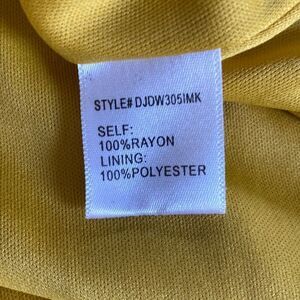 STYLE# DJDW305IMK
SELF:
100%RAYON
LINING:
100%POLYESTER